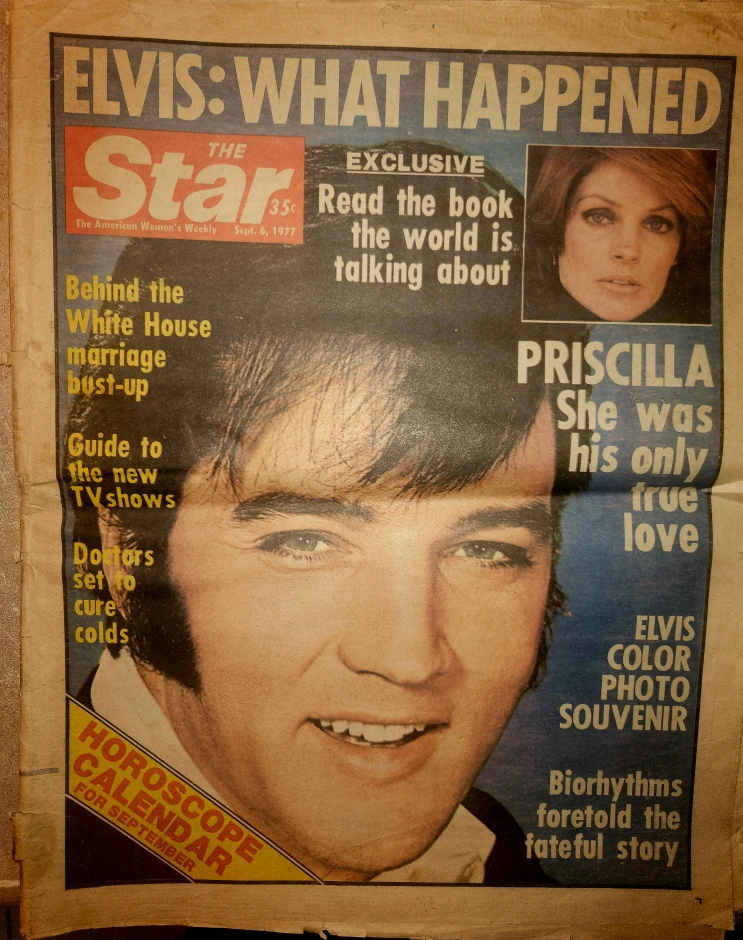 ELVIS: WHAT HAPPENED
THE
Star
35c
The American Women's Weekly Sept. 6, 1977
EXCLUSIVE
Read the book
the world is
talking about
Behind the
White House
marriage
bust-up
Guide to
the new
TV shows
Doctors
set to
cure
colds
PRISCILLA
She was
his only
true
love
ELVIS
COLOR
PHOTO
SOUVENIR
Biorhythms
foretold the
fateful story
HOROSCOPE
CALENDAR
FOR SEPTEMBER